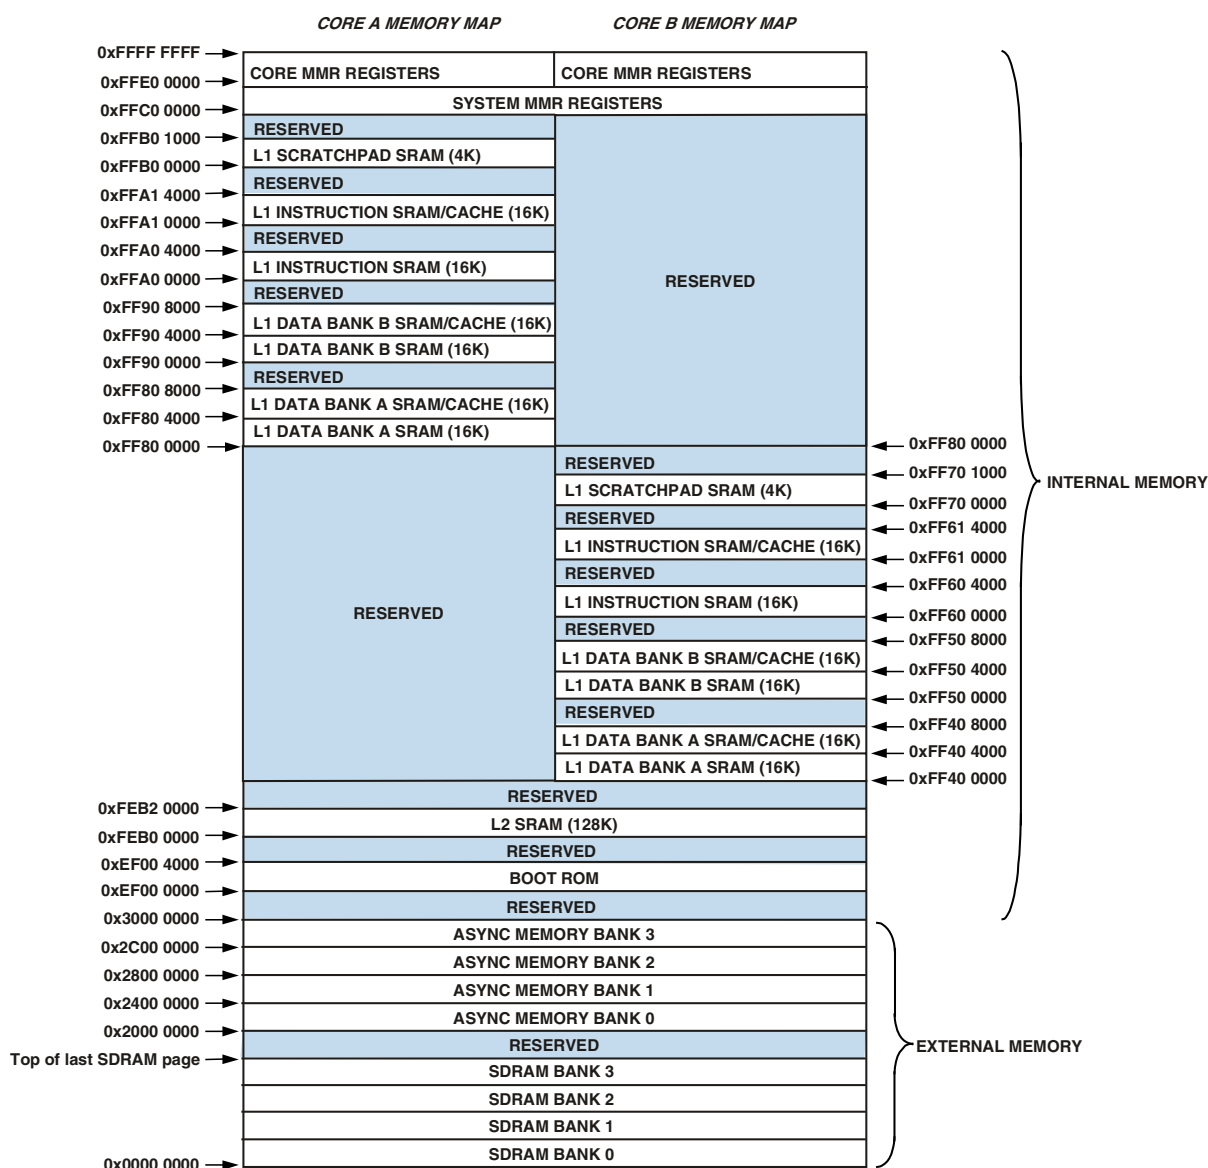 CORE A MEMORY MAP
CORE B MEMORY MAP
0xFFFF FFFF
CORE MMR REGISTERS
CORE MMR REGISTERS
0xFFE0 0000
SYSTEM MMR REGISTERS
0xFFC0 0000
RESERVED
0xFFB0 1000
L1 SCRATCHPAD SRAM (4K)
0xFFB0 0000
RESERVED
0xFFA1 4000
L1 INSTRUCTION SRAM/CACHE (16K)
0xFFA1 0000
RESERVED
0xFFA0 4000
L1 INSTRUCTION SRAM (16K)
0xFFA0 0000
RESERVED
RESERVED
0xFF90 8000
L1 DATA BANK B SRAM/CACHE (16K)
0xFF90 4000
L1 DATA BANK B SRAM (16K)
0xFF90 0000
RESERVED
0xFF80 8000
L1 DATA BANK A SRAM/CACHE (16K)
0xFF80 4000
L1 DATA BANK A SRAM (16K)
0xFF80 0000
0xFF80 0000
RESERVED
0xFF70 1000
L1 SCRATCHPAD SRAM (4K)
INTERNAL MEMORY
0xFF70 0000
RESERVED
0xFF61 4000
L1 INSTRUCTION SRAM/CACHE (16K)
0xFF61 0000
RESERVED
0xFF60 4000
L1 INSTRUCTION SRAM (16K)
RESERVED
0xFF60 0000
RESERVED
0xFF50 8000
L1 DATA BANK B SRAM/CACHE (16K)
0xFF50 4000
L1 DATA BANK B SRAM (16K)
0xFF50 0000
RESERVED
0xFF40 8000
L1 DATA BANK A SRAM/CACHE (16K)
0xFF40 4000
L1 DATA BANK A SRAM (16K)
0xFF40 0000
RESERVED
0xFEB2 0000
L2 SRAM (128K)
0xFEB0 0000
RESERVED
0xEF00 4000
BOOT ROM
0xEF00 0000
RESERVED
0x3000 0000
ASYNC MEMORY BANK 3
0x2C00 0000
ASYNC MEMORY BANK 2
0x2800 0000
ASYNC MEMORY BANK 1
0x2400 0000
ASYNC MEMORY BANK 0
0x2000 0000
RESERVED
EXTERNAL MEMORY
Top of last SDRAM page
SDRAM BANK 3
SDRAM BANK 2
SDRAM BANK 1
SDRAM BANK 0
0x0000 0000